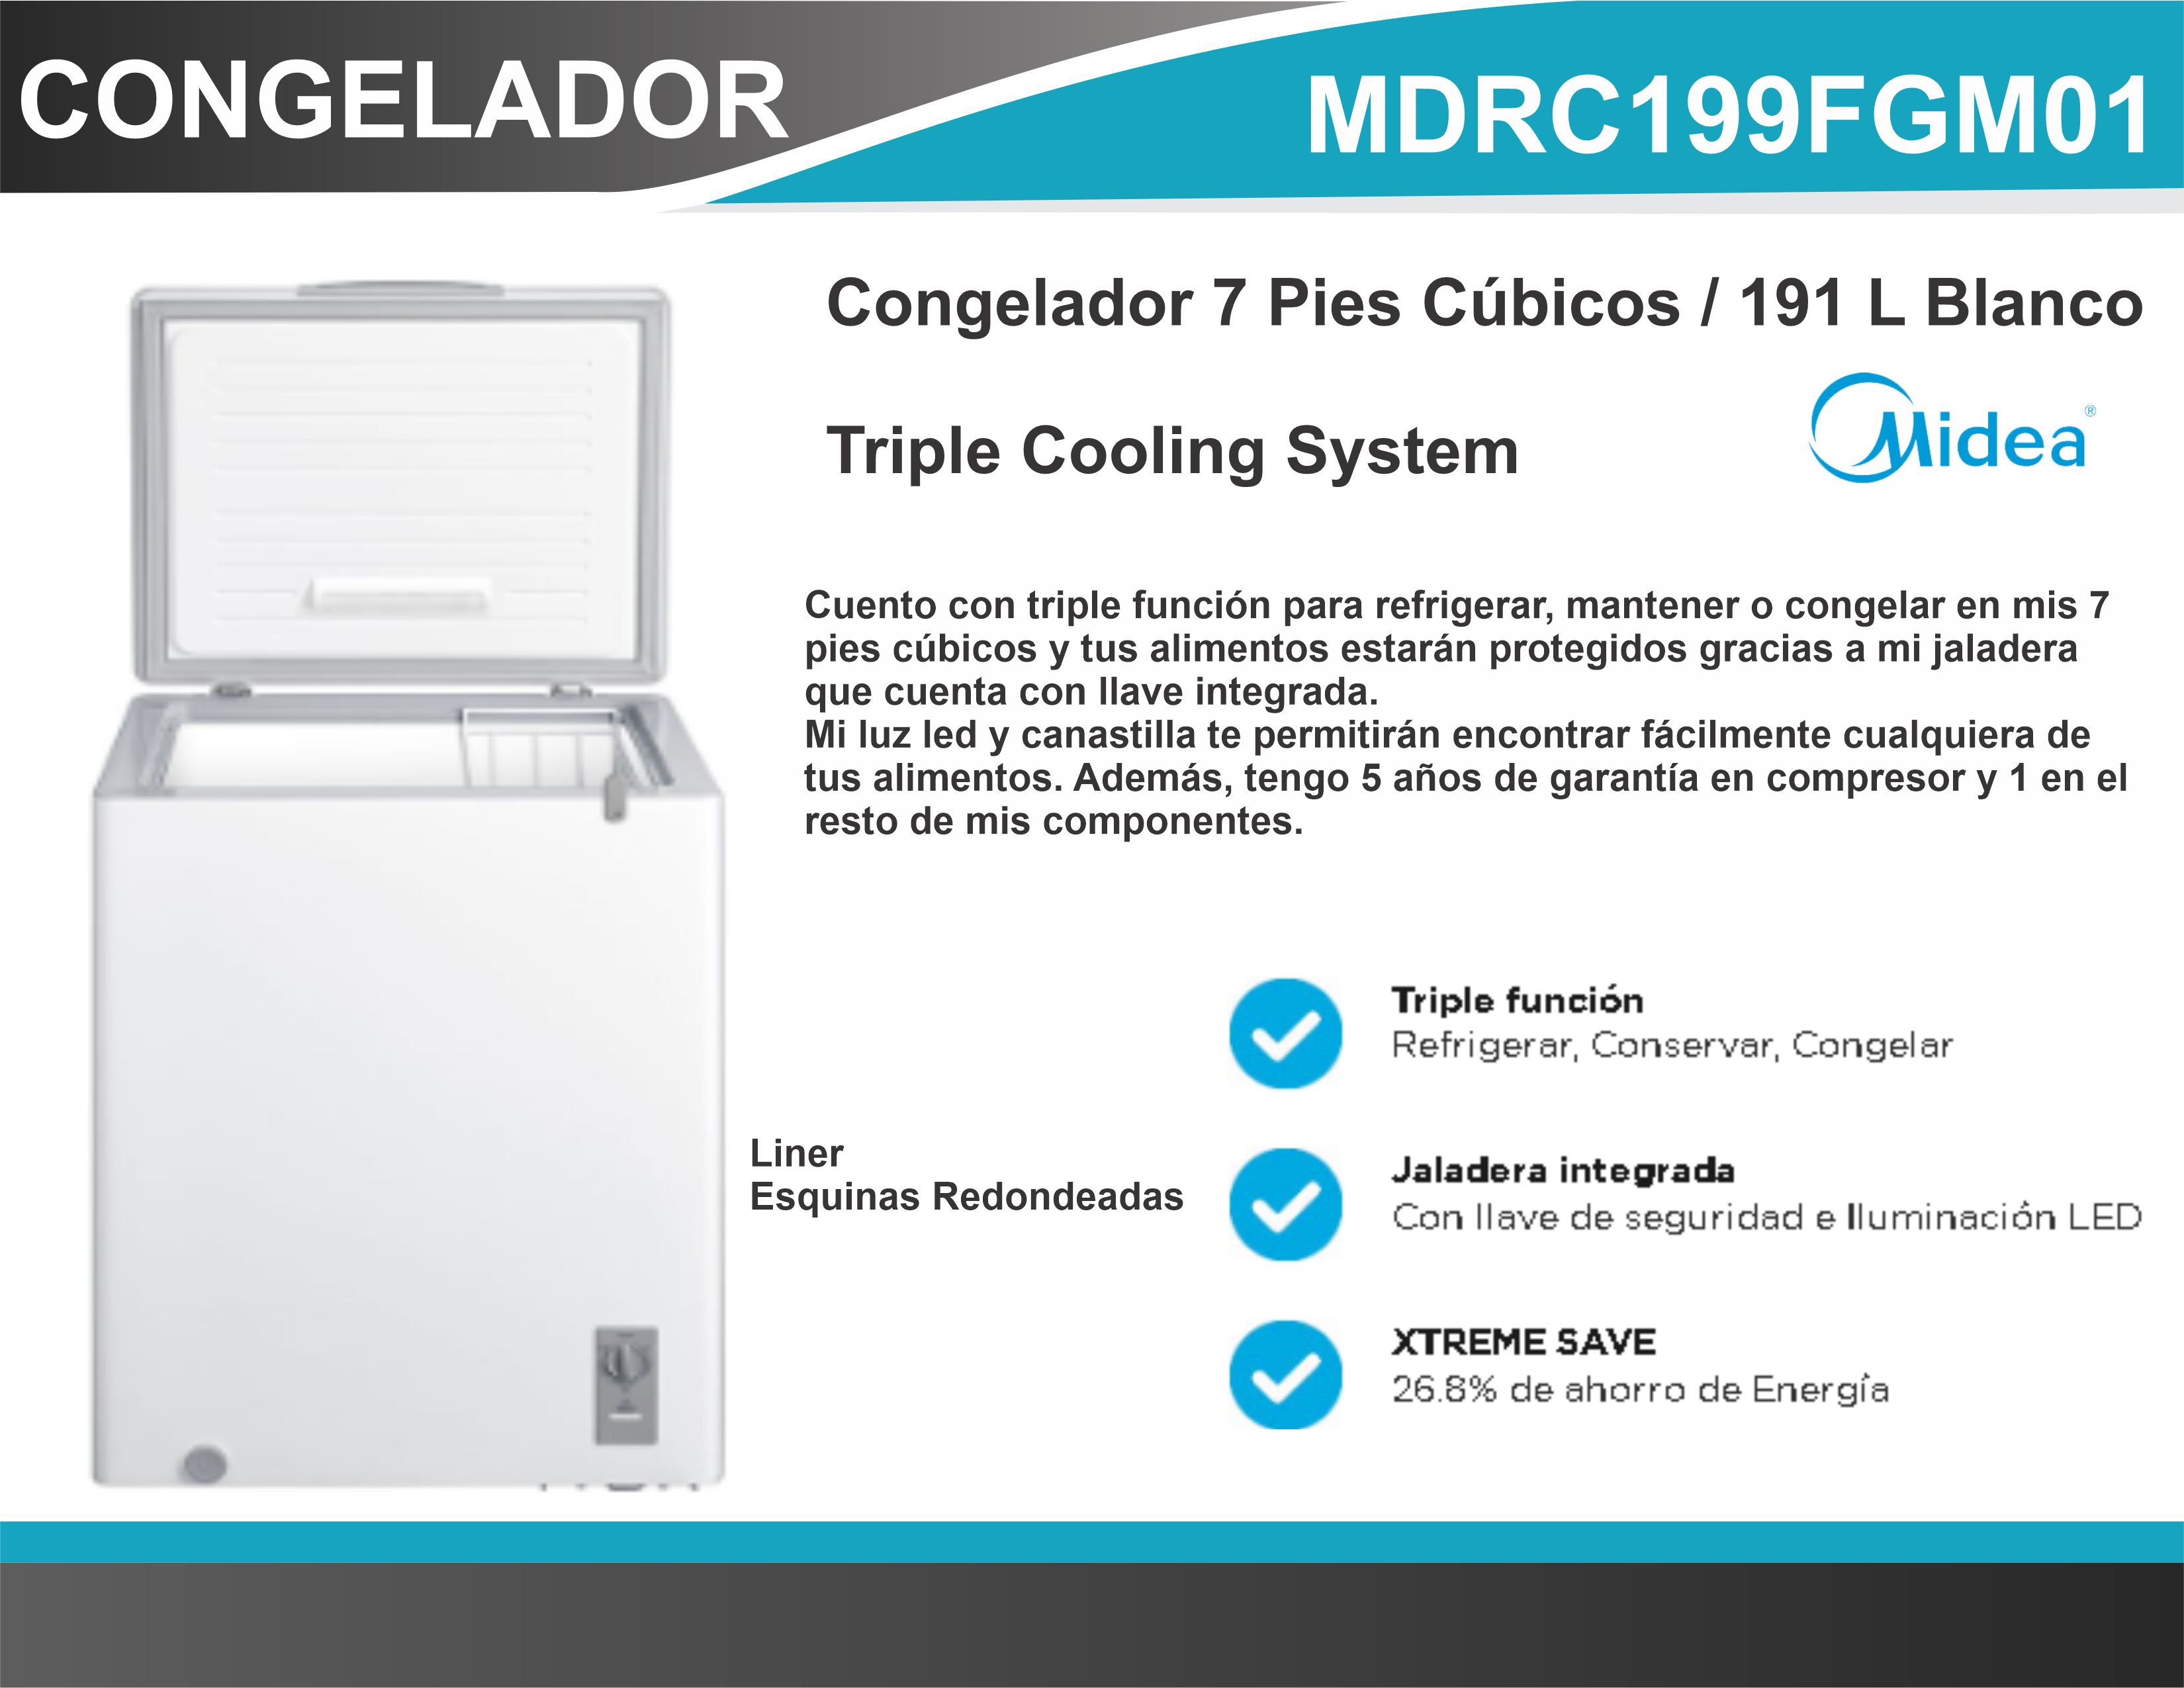 CONGELADOR
MDRC199FGM01
Congelador 7 Pies Cúbicos / 191 L Blanco
Triple Cooling System
Midea®
Cuento con triple función para refrigerar, mantener o congelar en mis 7
pies cúbicos y tus alimentos estarán protegidos gracias a mi jaladera
que cuenta con llave integrada.
Mi luz led y canastilla te permitirán encontrar fácilmente cualquiera de
tus alimentos. Además, tengo 5 años de garantía en compresor y 1 en el
resto de mis componentes.
Triple función
Refrigerar, Conservar, Congelar
Liner
Esquinas Redondeadas
Jaladera integrada
Con llave de seguridad e Iluminación LED
XTREME SAVE
26.8% de ahorro de Energía